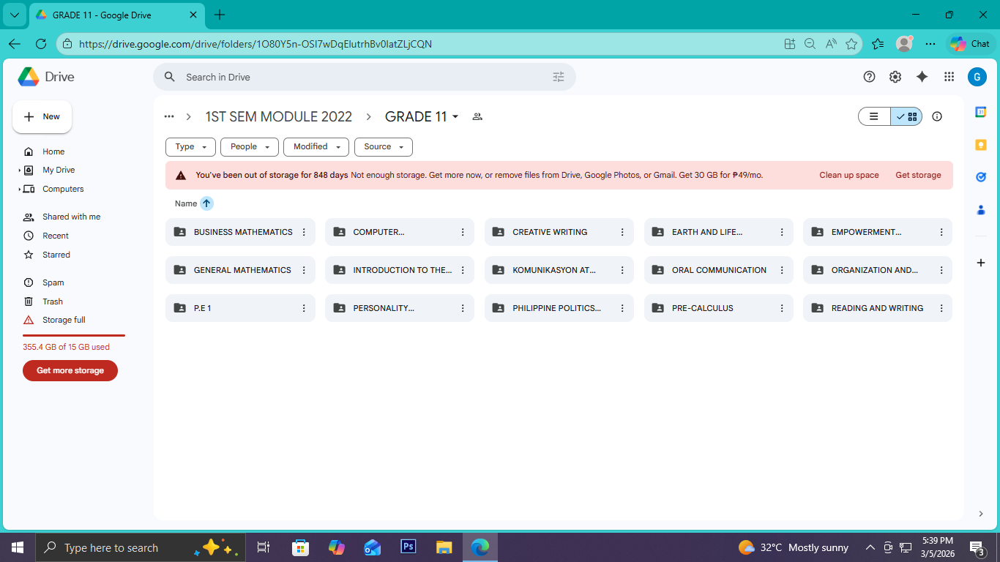 GRADE 11 - Google Drive
https://drive.google.com/drive/folders/1O80Y5n-OSI7wDqElutrhBv0IatZLjCQN
Chat
Drive
Search in Drive
G
New
1ST SEM MODULE 2022 > GRADE 11
Type People Modified Source
You've been out of storage for 848 days Not enough storage. Get more now, or remove files from Drive, Google Photos, or Gmail. Get 30 GB for ₱49/mo. Clean up space Get storage
Name
Home
My Drive
Computers
Shared with me
Recent
Starred
Spam
Trash
Storage full
355.4 GB of 15 GB used
Get more storage
BUSINESS MATHEMATICS COMPUTER... CREATIVE WRITING EARTH AND LIFE... EMPOWERMENT...
GENERAL MATHEMATICS INTRODUCTION TO THE... KOMUNIKASYON AT... ORAL COMMUNICATION ORGANIZATION AND...
P.E 1 PERSONALITY... PHILIPPINE POLITICS... PRE-CALCULUS READING AND WRITING
31
Type here to search
Ps
32°C Mostly sunny
5:39 PM
3/5/2026
3